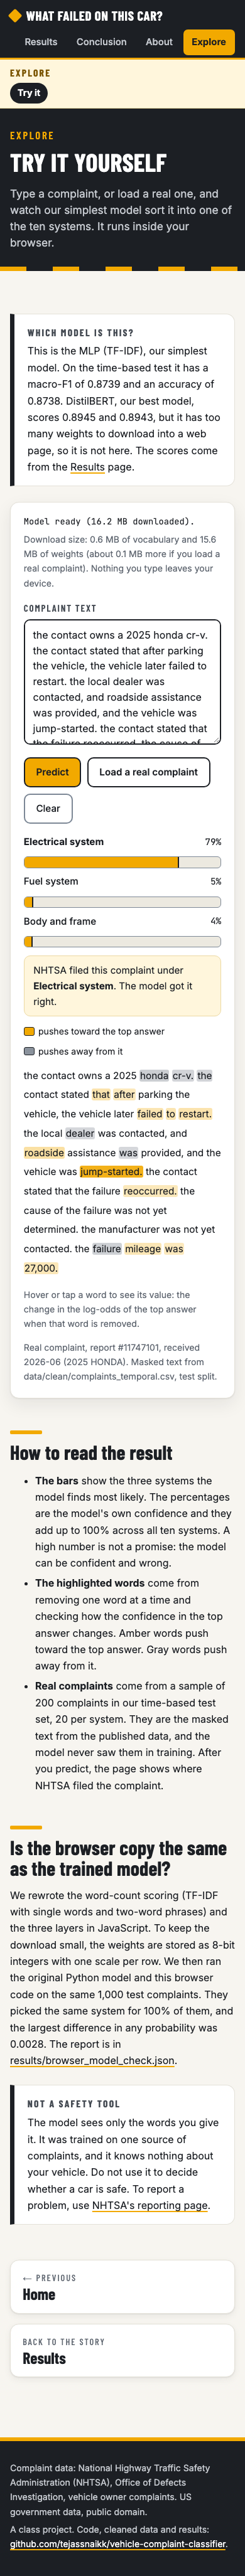 WHAT FAILED ON THIS CAR?
Results Conclusion About Explore
EXPLORE
Try it
EXPLORE
TRY IT YOURSELF
Type a complaint, or load a real one, and
watch our simplest model sort it into one of
the ten systems. It runs inside your
browser.
WHICH MODEL IS THIS?
This is the MLP (TF-IDF), our simplest
model. On the time-based test it has a
macro-F1 of 0.8739 and an accuracy of
0.8738. DistilBERT, our best model,
scores 0.8945 and 0.8943, but it has too
many weights to download into a web
page, so it is not here. The scores come
from the Results page.
Model ready (16.2 MB downloaded).
Download size: 0.6 MB of vocabulary and 15.6
MB of weights (about 0.1 MB more if you load a
real complaint). Nothing you type leaves your
device.
COMPLAINT TEXT
the contact owns a 2025 honda cr-v.
the contact stated that after parking
the vehicle, the vehicle later failed to
restart. the local dealer was
contacted, and roadside assistance
was provided, and the vehicle was
jump-started. the contact stated that
the failure reoccurred. the cause of
Predict Load a real complaint
Clear
Electrical system 79%
Fuel system 5%
Body and frame 4%
NHTSA filed this complaint under
Electrical system. The model got it
right.
pushes toward the top answer
pushes away from it
the contact owns a 2025 honda cr-v. the
contact stated that after parking the
vehicle, the vehicle later failed to restart.
the local dealer was contacted, and
roadside assistance was provided, and the
vehicle was jump-started. the contact
stated that the failure reoccurred. the
cause of the failure was not yet
determined. the manufacturer was not yet
contacted. the failure mileage was
27,000.
Hover or tap a word to see its value: the
change in the log-odds of the top answer
when that word is removed.
Real complaint, report #11747101, received
2026-06 (2025 HONDA). Masked text from
data/clean/complaints_temporal.csv, test split.
How to read the result
• The bars show the three systems the
model finds most likely. The percentages
are the model's own confidence and they
add up to 100% across all ten systems. A
high number is not a promise: the model
can be confident and wrong.
• The highlighted words come from
removing one word at a time and
checking how the confidence in the top
answer changes. Amber words push
toward the top answer. Gray words push
away from it.
• Real complaints come from a sample of
200 complaints in our time-based test
set, 20 per system. They are the masked
text from the published data, and the
model never saw them in training. After
you predict, the page shows where
NHTSA filed the complaint.
Is the browser copy the same
as the trained model?
We rewrote the word-count scoring (TF-IDF
with single words and two-word phrases) and
the three layers in JavaScript. To keep the
download small, the weights are stored as 8-bit
integers with one scale per row. We then ran
the original Python model and this browser
code on the same 1,000 test complaints. They
picked the same system for 100% of them, and
the largest difference in any probability was
0.0028. The report is in
results/browser_model_check.json.
NOT A SAFETY TOOL
The model sees only the words you give
it. It was trained on one source of
complaints, and it knows nothing about
your vehicle. Do not use it to decide
whether a car is safe. To report a
problem, use NHTSA's reporting page.
← PREVIOUS
Home
BACK TO THE STORY
Results
Complaint data: National Highway Traffic Safety
Administration (NHTSA), Office of Defects
Investigation, vehicle owner complaints. US
government data, public domain.
A class project. Code, cleaned data and results:
github.com/tejassnaikk/vehicle-complaint-classifier.